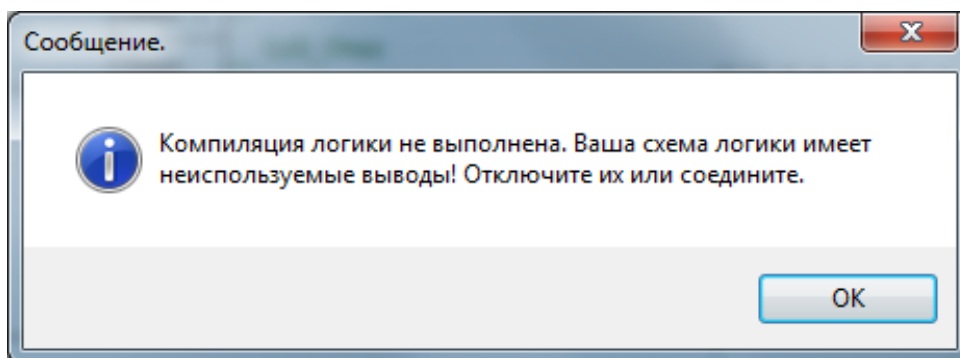 Сообщение.
Компиляция логики не выполнена. Ваша схема логики имеет
неиспользуемые выводы! Отключите их или соедините.
OK